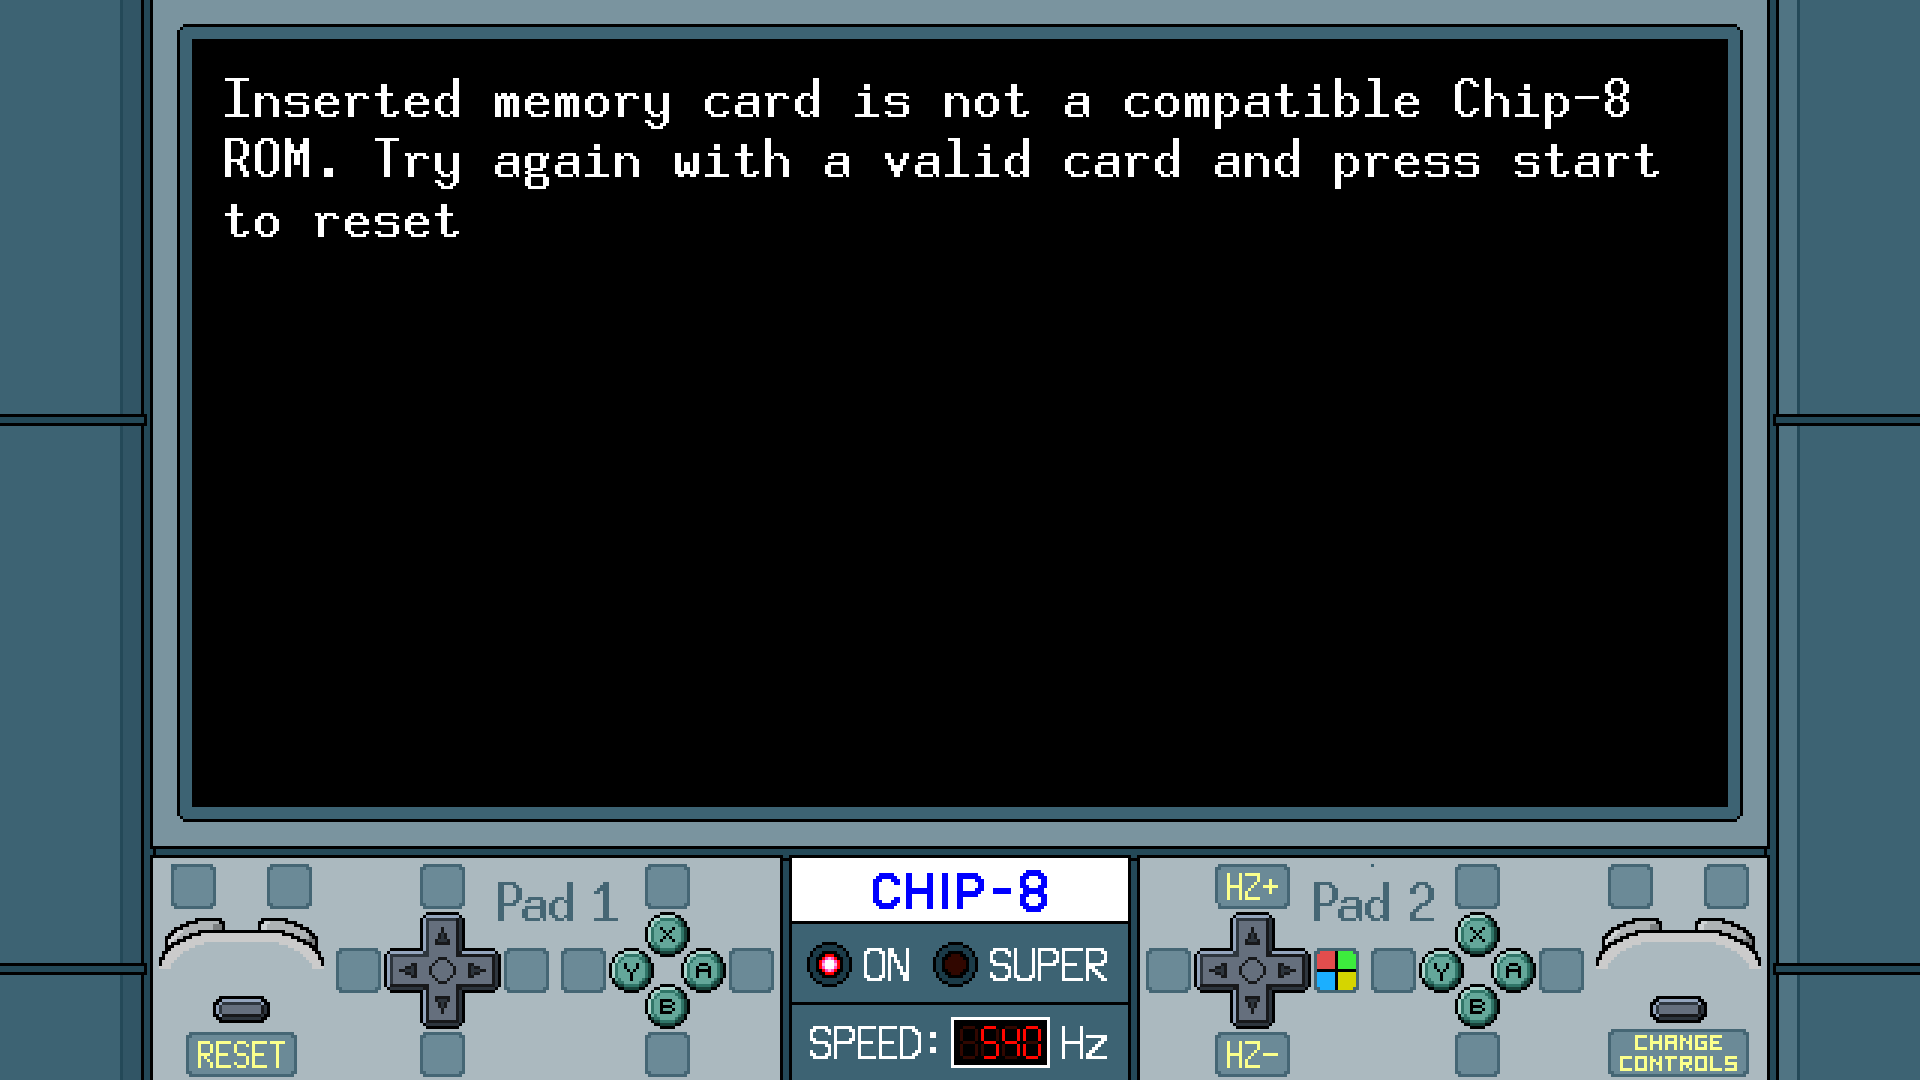 Inserted memory card is not a compatible Chip-8
ROM. Try again with a valid card and press start
to reset
Pad 1
X
Y
A
B
RESET
CHIP-8
ON
SUPER
SPEED: 540 Hz
HZ+
Pad 2
X
Y
A
B
HZ-
CHANGE
CONTROLS